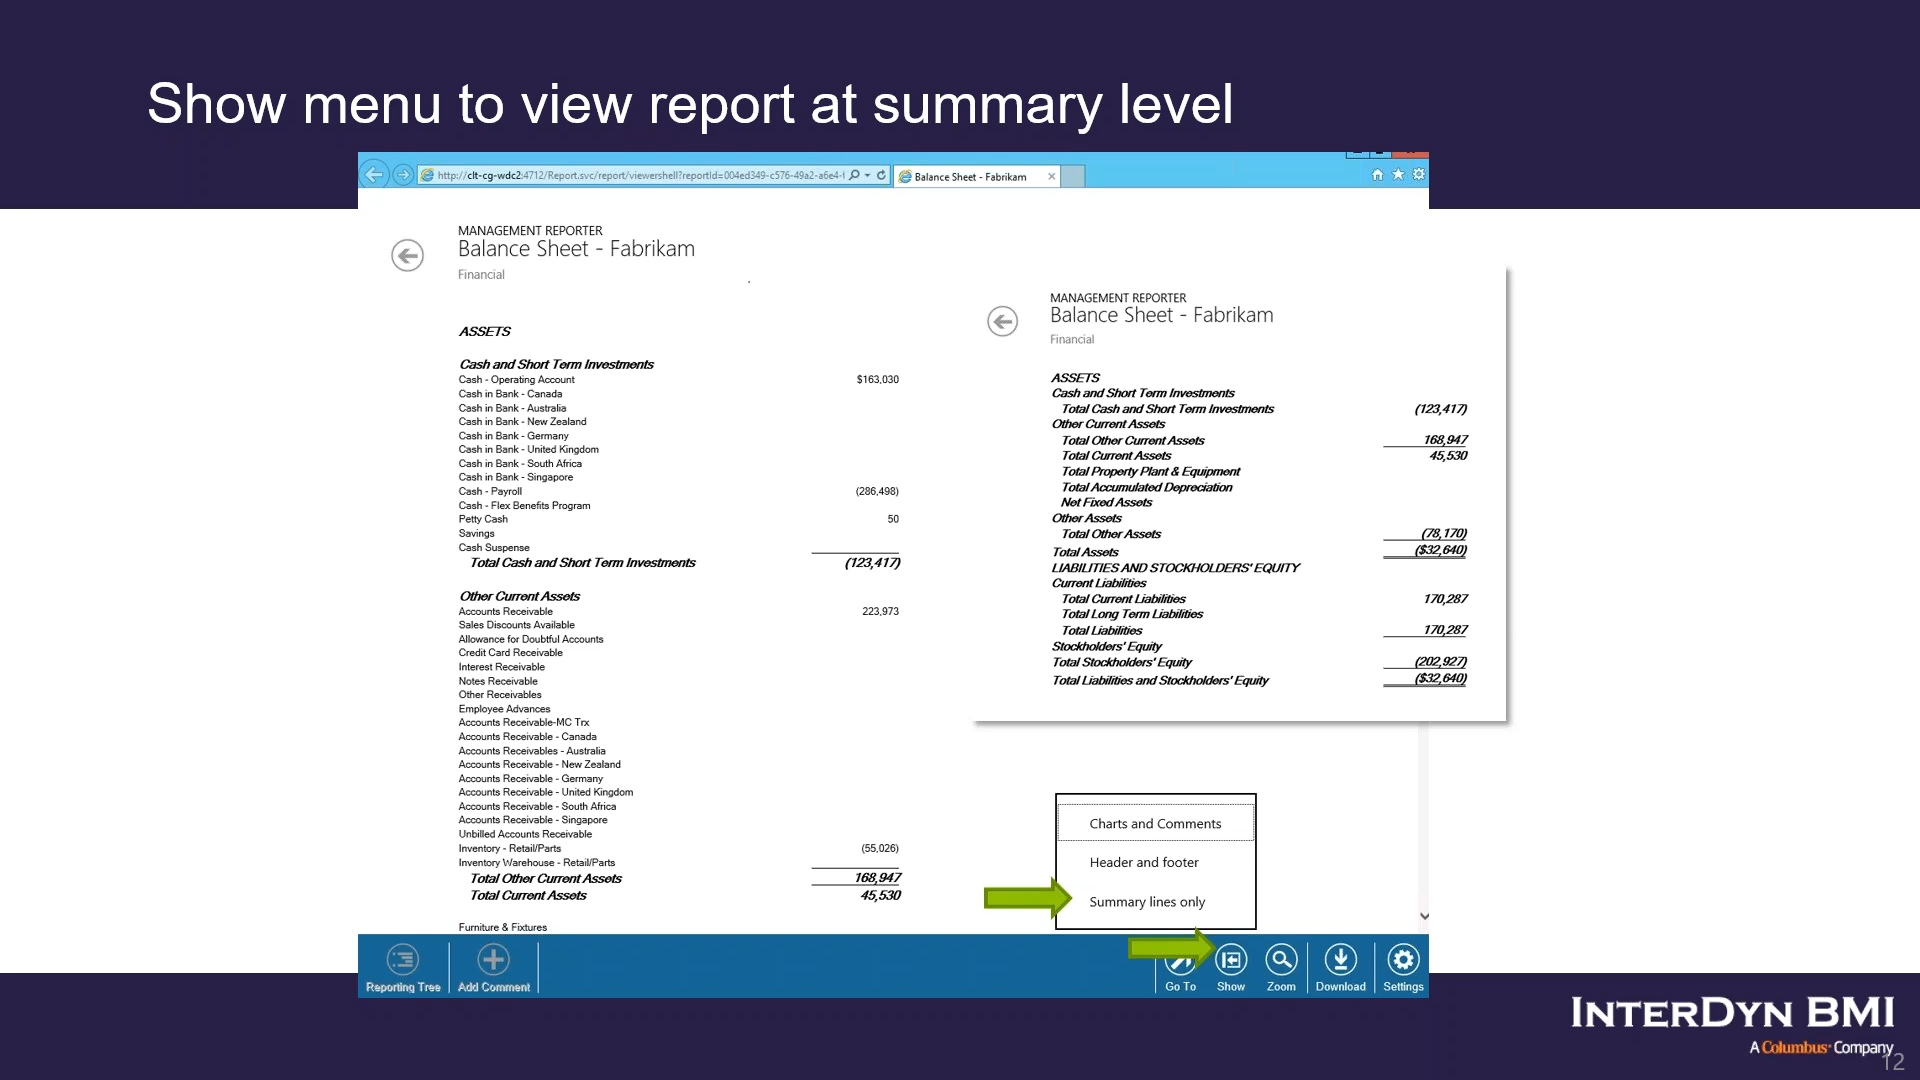 Show menu to view report at summary level
http://clt-cg-wdc2:4712/Report.svc/report/viewershell?reportId=004ed349-c576-49a2-a6e4-
Balance Sheet - Fabrikam
MANAGEMENT REPORTER
Balance Sheet - Fabrikam
Financial
ASSETS
Cash and Short Term Investments
Cash - Operating Account $163,030
Cash in Bank - Canada
Cash in Bank - Australia
Cash in Bank - New Zealand
Cash in Bank - Germany
Cash in Bank - United Kingdom
Cash in Bank - South Africa
Cash in Bank - Singapore
Cash - Payroll (286,498)
Cash - Flex Benefits Program
Petty Cash 50
Savings
Cash Suspense
Total Cash and Short Term Investments (123,417)
Other Current Assets
Accounts Receivable 223,973
Sales Discounts Available
Allowance for Doubtful Accounts
Credit Card Receivable
Interest Receivable
Notes Receivable
Other Receivables
Employee Advances
Accounts Receivable-MC Trx
Accounts Receivable - Canada
Accounts Receivables - Australia
Accounts Receivable - New Zealand
Accounts Receivable - Germany
Accounts Receivable - United Kingdom
Accounts Receivable - South Africa
Accounts Receivable - Singapore
Unbilled Accounts Receivable
Inventory - Retail/Parts (55,026)
Inventory Warehouse - Retail/Parts
Total Other Current Assets 168,947
Total Current Assets 45,530
Furniture & Fixtures
MANAGEMENT REPORTER
Balance Sheet - Fabrikam
Financial
ASSETS
Cash and Short Term Investments
Total Cash and Short Term Investments (123,417)
Other Current Assets
Total Other Current Assets 168,947
Total Current Assets 45,530
Total Property Plant & Equipment
Total Accumulated Depreciation
Net Fixed Assets
Other Assets
Total Other Assets (78,170)
Total Assets ($32,640)
LIABILITIES AND STOCKHOLDERS' EQUITY
Current Liabilities
Total Current Liabilities 170,287
Total Long Term Liabilities
Total Liabilities 170,287
Stockholders' Equity
Total Stockholders' Equity (202,927)
Total Liabilities and Stockholders' Equity ($32,640)
Charts and Comments
Header and footer
Summary lines only
Reporting Tree Add Comment Go To Show Zoom Download Settings
INTERDYN BMI
A Columbus Company
12